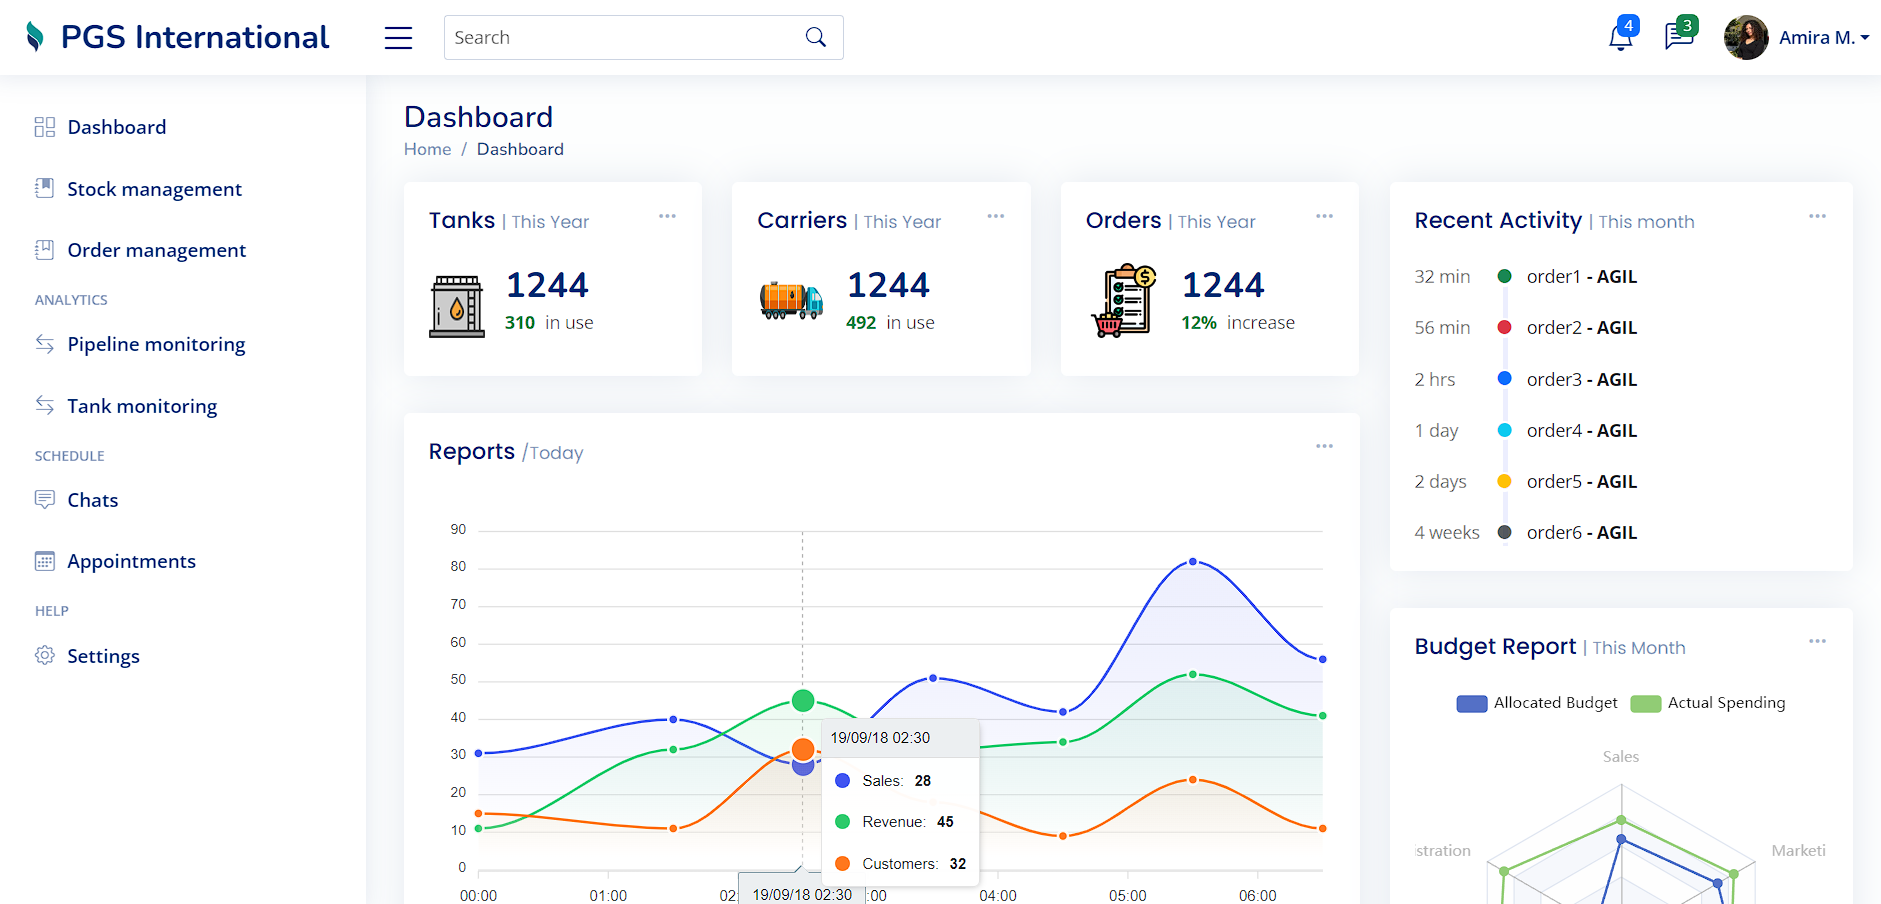 PGS International
Search
4
3
Amira M.
Dashboard
Stock management
Order management
ANALYTICS
Pipeline monitoring
Tank monitoring
SCHEDULE
Chats
Appointments
HELP
Settings
Dashboard
Home / Dashboard
Tanks | This Year
1244
310 in use
Carriers | This Year
1244
492 in use
Orders | This Year
$
1244
12% increase
Reports /Today
90
80
70
60
50
40
30
20
10
0
00:00
01:00
02:
:00
04:00
05:00
06:00
19/09/18 02:30
19/09/18 02:30
Sales: 28
Revenue: 45
Customers: 32
Recent Activity | This month
32 min order1 - AGIL
56 min order2 - AGIL
2 hrs order3 - AGIL
1 day order4 - AGIL
2 days order5 - AGIL
4 weeks order6 - AGIL
Budget Report | This Month
Allocated Budget Actual Spending
Sales
istration
Marketi